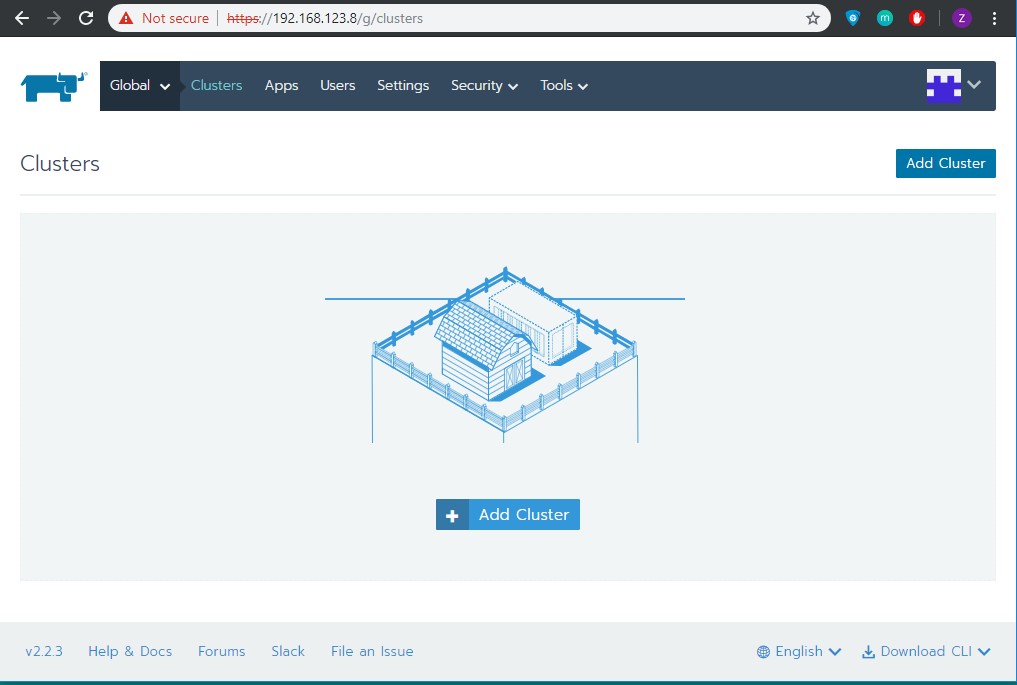 Not secure | https://192.168.123.8/g/clusters
m
Z
Global Clusters Apps Users Settings Security Tools
Clusters
Add Cluster
+ Add Cluster
v2.2.3 Help & Docs Forums Slack File an Issue English Download CLI